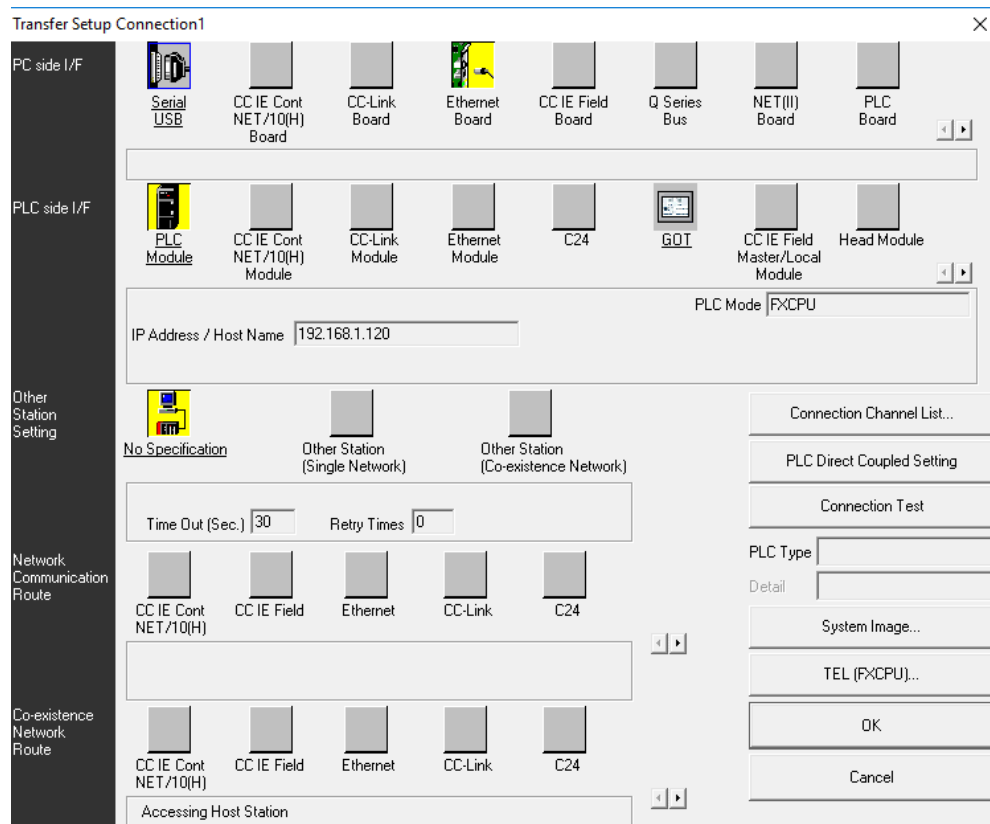 Transfer Setup Connection1
PC side I/F
Serial
USB
CC IE Cont
NET/10(H)
Board
CC-Link
Board
Ethernet
Board
CC IE Field
Board
Q Series
Bus
NET(II)
Board
PLC
Board
PLC side I/F
PLC
Module
CC IE Cont
NET/10(H)
Module
CC-Link
Module
Ethernet
Module
C24
GOT
CC IE Field
Master/Local
Module
Head Module
PLC Mode FXCPU
IP Address / Host Name 192.168.1.120
Other
Station
Setting
No Specification
Other Station
(Single Network)
Other Station
(Co-existence Network)
Time Out (Sec.) 30 Retry Times 0
Connection Channel List...
PLC Direct Coupled Setting
Connection Test
PLC Type
Detail
System Image...
TEL (FXCPU)...
OK
Cancel
Network
Communication
Route
CC IE Cont
NET/10(H)
CC IE Field
Ethernet
CC-Link
C24
Co-existence
Network
Route
CC IE Cont
NET/10(H)
CC IE Field
Ethernet
CC-Link
C24
Accessing Host Station